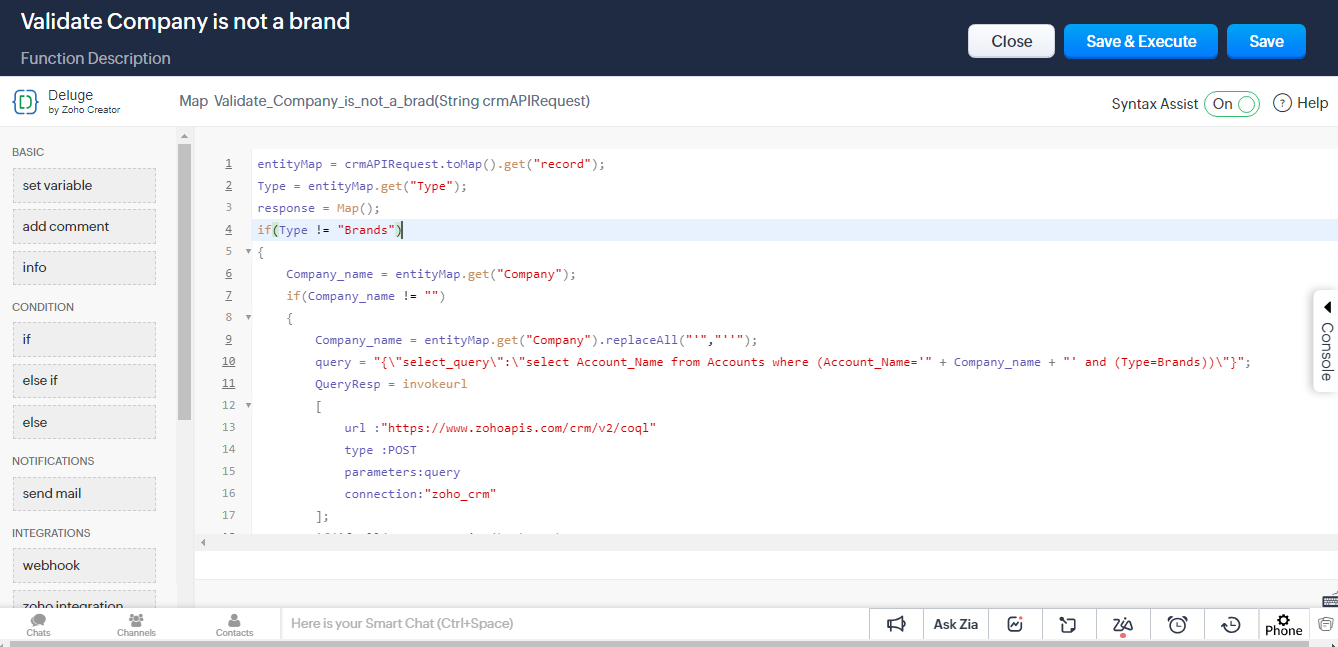 Validate Company is not a brand
Function Description
Close
Save & Execute
Save
Deluge
by Zoho Creator
Map Validate_Company_is_not_a_brad(String crmAPIRequest)
Syntax Assist On
? Help
BASIC
set variable
add comment
info
CONDITION
if
else if
else
NOTIFICATIONS
send mail
INTEGRATIONS
webhook
zoho integration
1 entityMap = crmAPIRequest.toMap().get("record");
2 Type = entityMap.get("Type");
3 response = Map();
4 if(Type != "Brands")
5 {
6 Company_name = entityMap.get("Company");
7 if(Company_name != "")
8 {
9 Company_name = entityMap.get("Company").replaceAll("'","''");
10 query = "{\"select_query\":\"select Account_Name from Accounts where (Account_Name='" + Company_name + "' and (Type=Brands))\"}";
11 QueryResp = invokeurl
12 [
13 url :"https://www.zohoapis.com/crm/v2/coql"
14 type :POST
15 parameters:query
16 connection:"zoho_crm"
17 ];
Console
Chats
Channels
Contacts
Here is your Smart Chat (Ctrl+Space)
Ask Zia
Phone